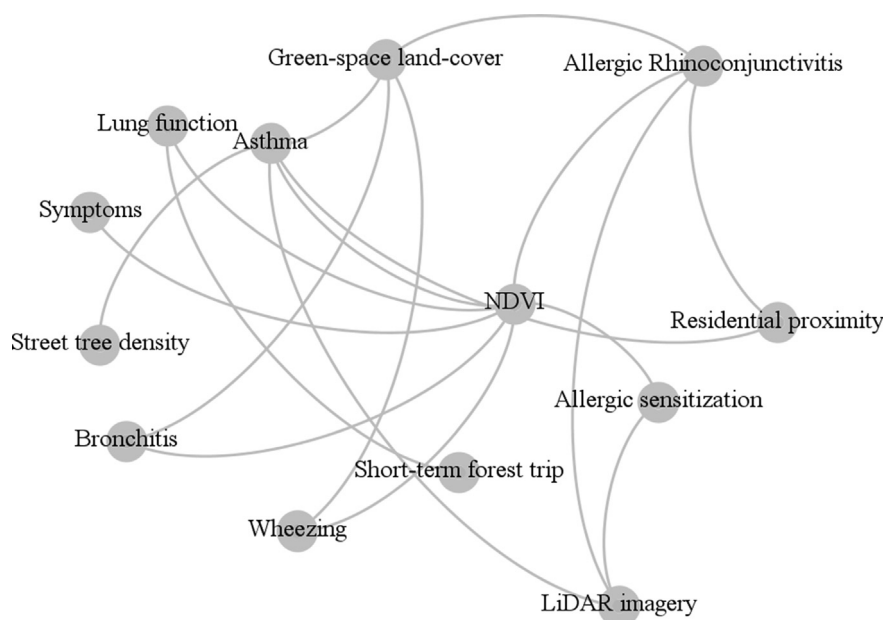 Green-space land-cover
Allergic Rhinoconjunctivitis
Lung function
Asthma
Symptoms
NDVI
Residential proximity
Street tree density
Allergic sensitization
Bronchitis
Short-term forest trip
Wheezing
LiDAR imagery